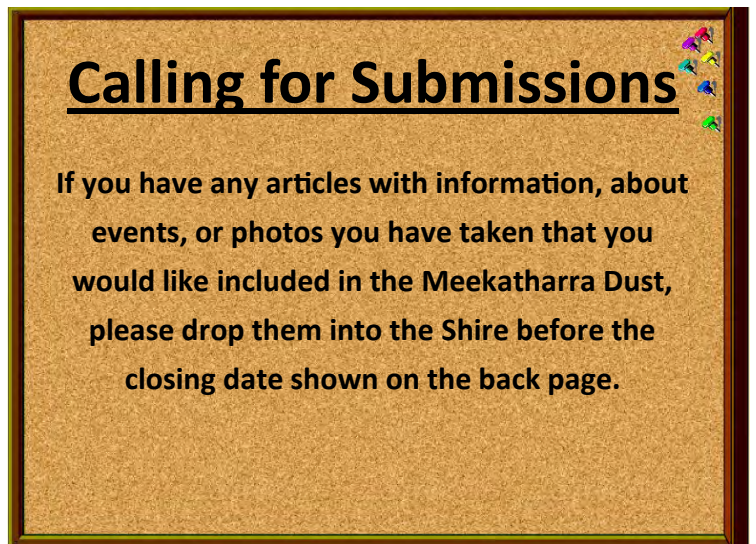 Calling for Submissions
If you have any articles with information, about
events, or photos you have taken that you
would like included in the Meekatharra Dust,
please drop them into the Shire before the
closing date shown on the back page.